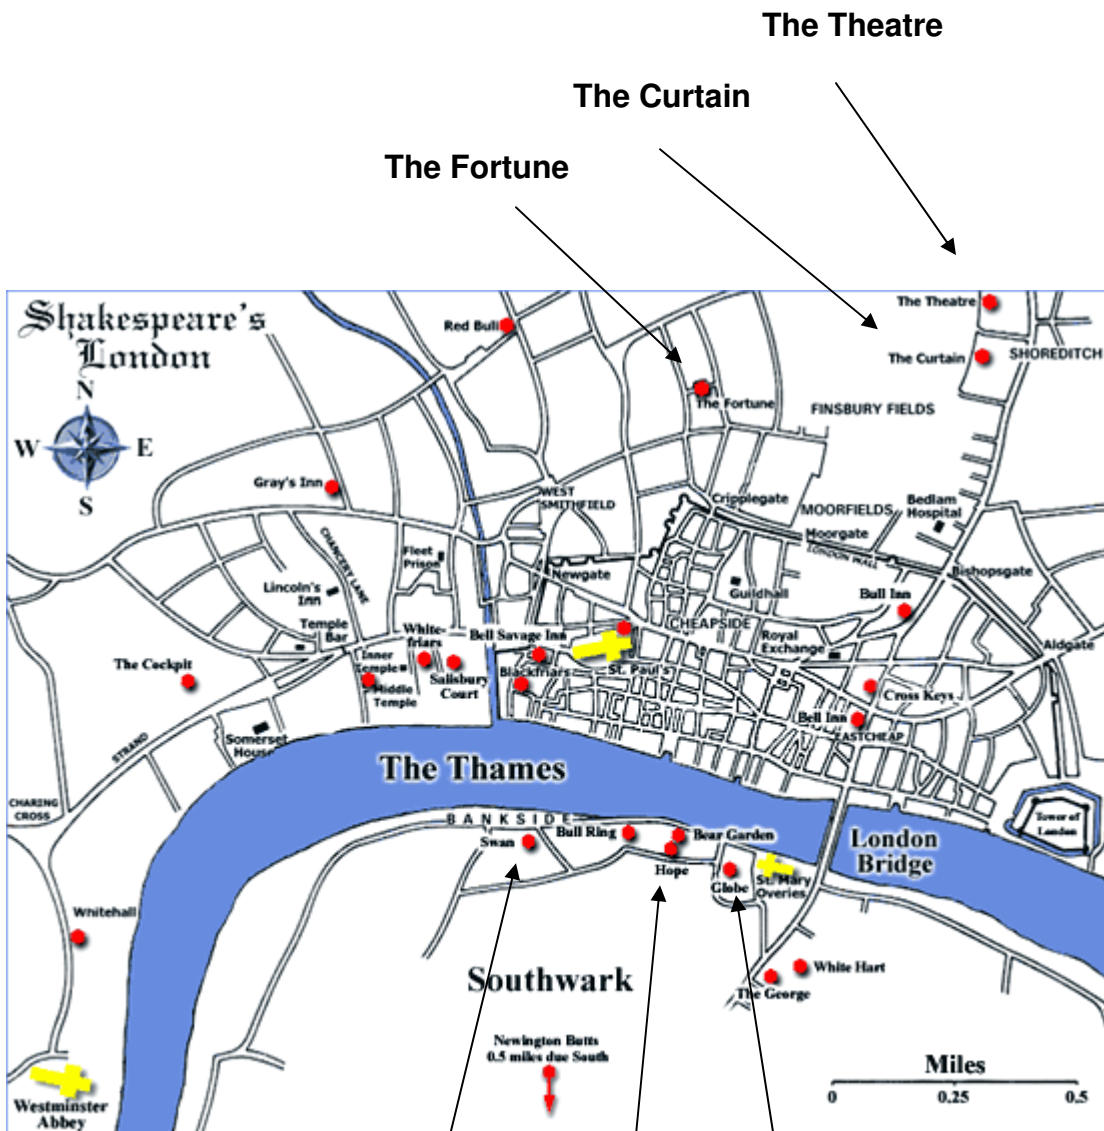 The Theatre
The Curtain
The Fortune
Shakespeare's
London
N
W
E
S
Red Bull
The Theatre
The Curtain
SHOREDITCH
The Fortune
FINSBURY FIELDS
Gray's Inn
WEST
SMITHFIELD
Cripplegate
MOORFIELDS
Bedlam
Hospital
Moorgate
LONDON WALL
CHANCERY LANE
Fleet
Prison
Newgate
Bishopsgate
Lincoln's
Inn
Guildhall
Bull Inn
Temple
Bar
White-
friars
Bell Savage Inn
CHEAPSIDE
Royal
Exchange
Aldgate
The Cockpit
Inner
Temple
Middle
Temple
Salisbury
Court
Blackfriars
St. Paul's
Cross Keys
Bell Inn
EASTCHEAP
Somerset
House
STRAND
The Thames
CHARING
CROSS
BANKSIDE
Swan
Bull Ring
Bear Garden
Hope
Globe
St. Mary
Overies
London
Bridge
Tower of
London
Whitehall
Southwark
White Hart
The George
Newington Butts
0.5 miles due South
Miles
0
0.25
0.5
Westminster
Abbey